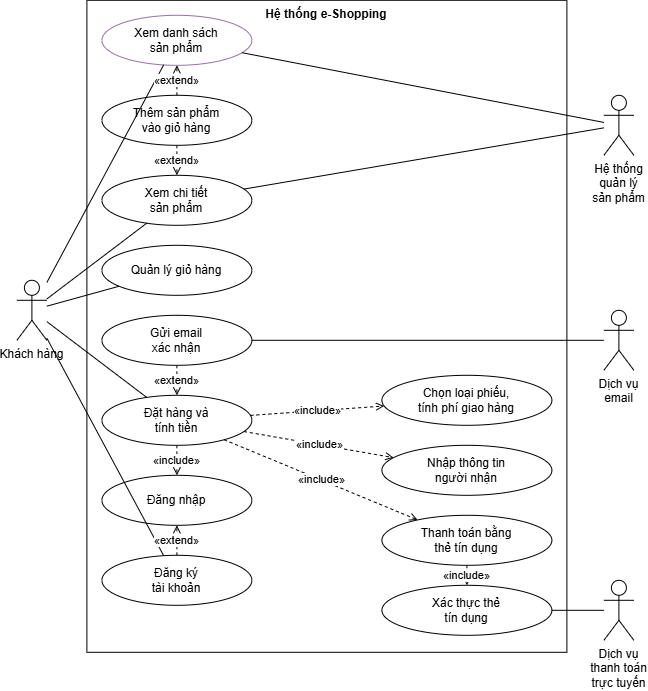 Hệ thống e-Shopping
Xem danh sách
sản phẩm
«extend»
Thêm sản phẩm
vào giỏ hàng
«extend»
Xem chi tiết
sản phẩm
Quản lý giỏ hàng
Gửi email
xác nhận
«extend»
Đặt hàng và
tính tiền
«include»
Đăng nhập
«extend»
Đăng ký
tài khoản
«include»
«include»
«include»
Chọn loại phiếu,
tính phí giao hàng
Nhập thông tin
người nhận
Thanh toán bằng
thẻ tín dụng
«include»
Xác thực thẻ
tín dụng
Khách hàng
Hệ thống
quản lý
sản phẩm
Dịch vụ
email
Dịch vụ
thanh toán
trực tuyến